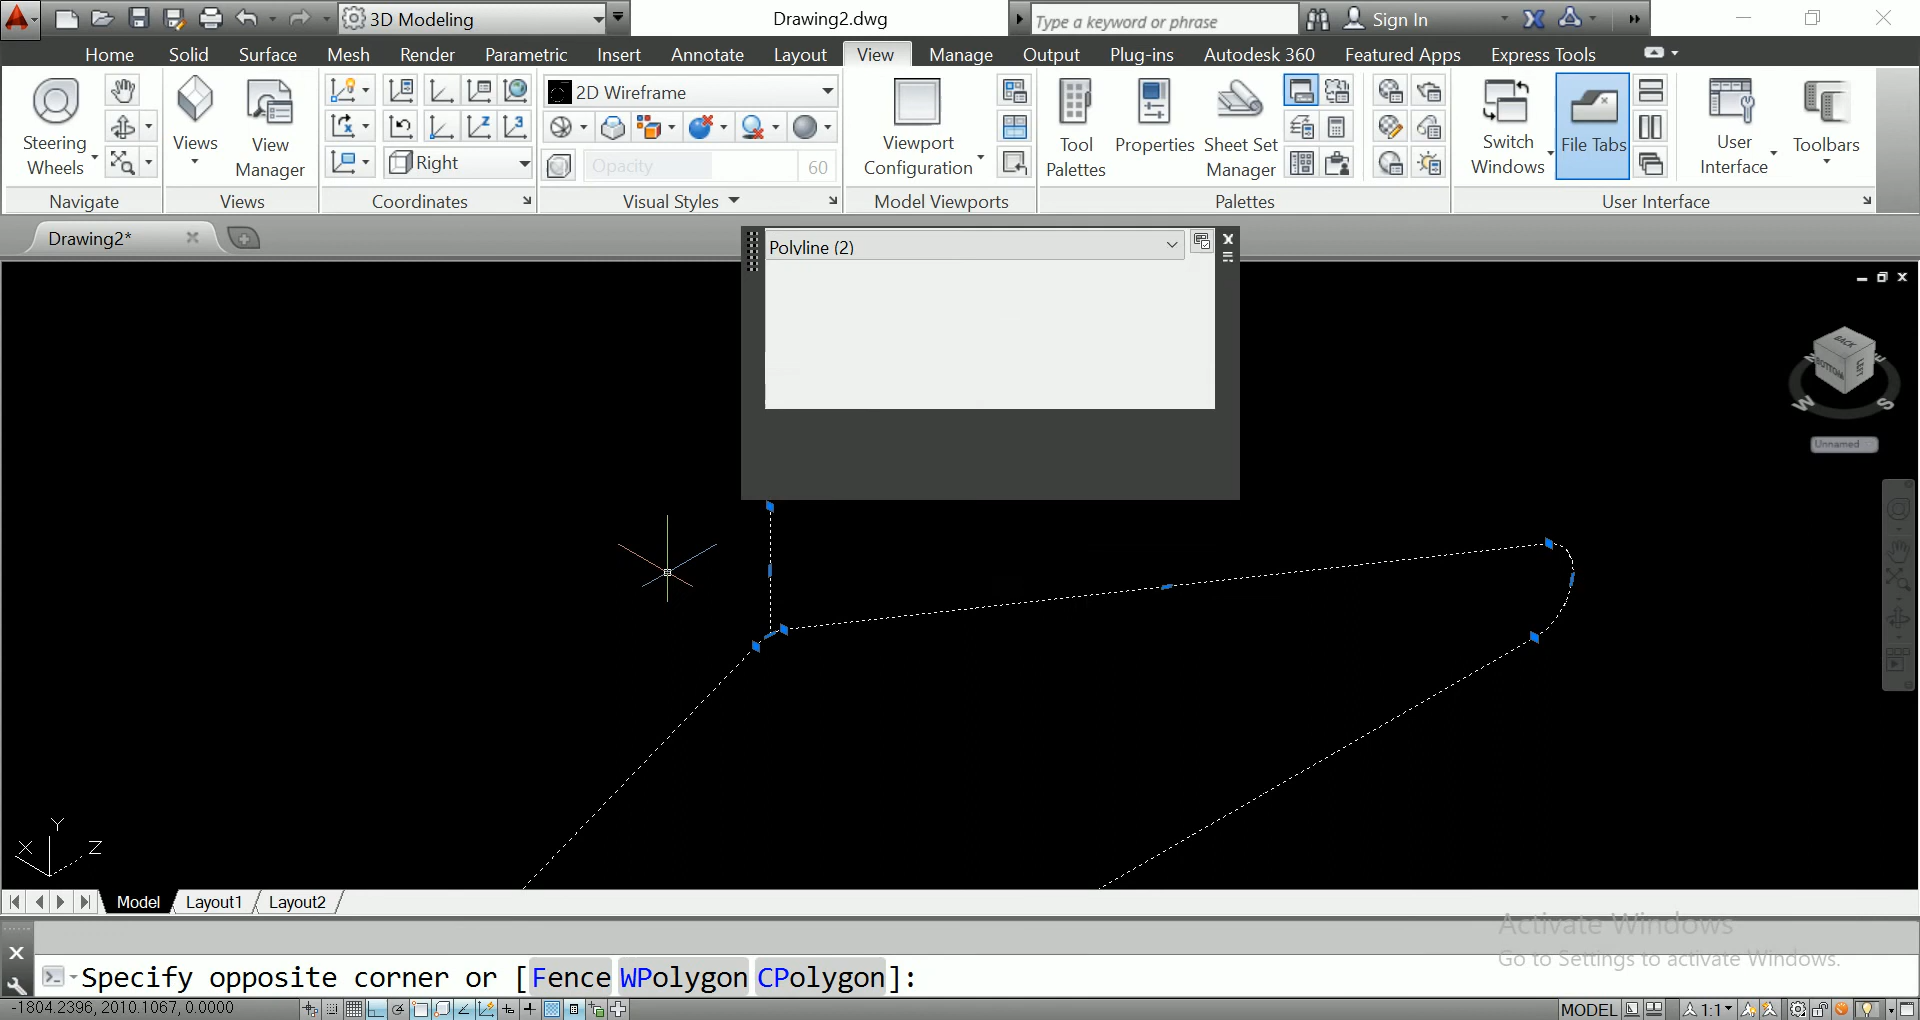 3D Modeling
Drawing2.dwg
Type a keyword or phrase
Sign In
Home Solid Surface Mesh Render Parametric Insert Annotate Layout View Manage Output Plug-ins Autodesk 360 Featured Apps Express Tools
Steering Wheels
Views
View Manager
Right
2D Wireframe
Opacity 60
Viewport Configuration
Tool Palettes
Properties
Sheet Set Manager
Switch Windows
File Tabs
User Interface
Toolbars
Navigate Views Coordinates Visual Styles Model Viewports Palettes User Interface
Drawing2*
Polyline (2)
BACK
BOTTOM
LEFT
W
S
N
E
Unnamed
Y
X
Z
Model Layout1 Layout2
Activate Windows
Go to Settings to activate Windows.
Specify opposite corner or [Fence WPolygon CPolygon]:
-1804.2396, 2010.1067, 0.0000
MODEL
1:1